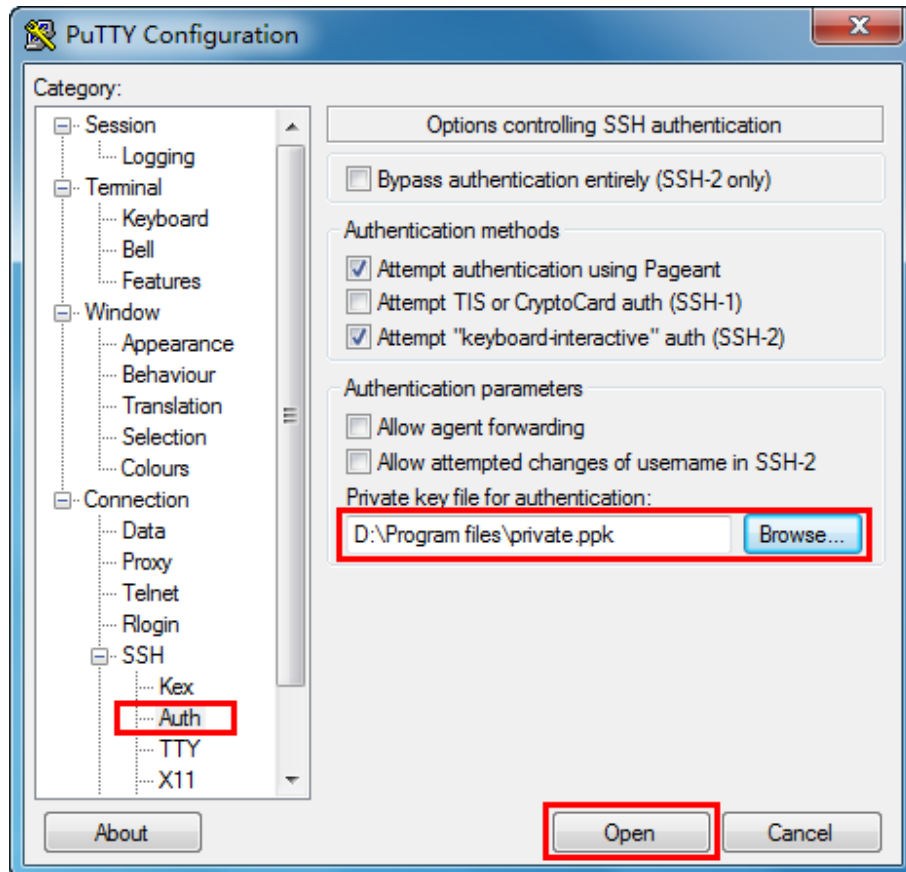 PuTTY Configuration
Category:
Session
Logging
Terminal
Keyboard
Bell
Features
Window
Appearance
Behaviour
Translation
Selection
Colours
Connection
Data
Proxy
Telnet
Rlogin
SSH
Kex
Auth
TTY
X11
Options controlling SSH authentication
Bypass authentication entirely (SSH-2 only)
Authentication methods
Attempt authentication using Pageant
Attempt TIS or CryptoCard auth (SSH-1)
Attempt "keyboard-interactive" auth (SSH-2)
Authentication parameters
Allow agent forwarding
Allow attempted changes of username in SSH-2
Private key file for authentication:
D:\Program files\private.ppk
Browse...
About
Open
Cancel